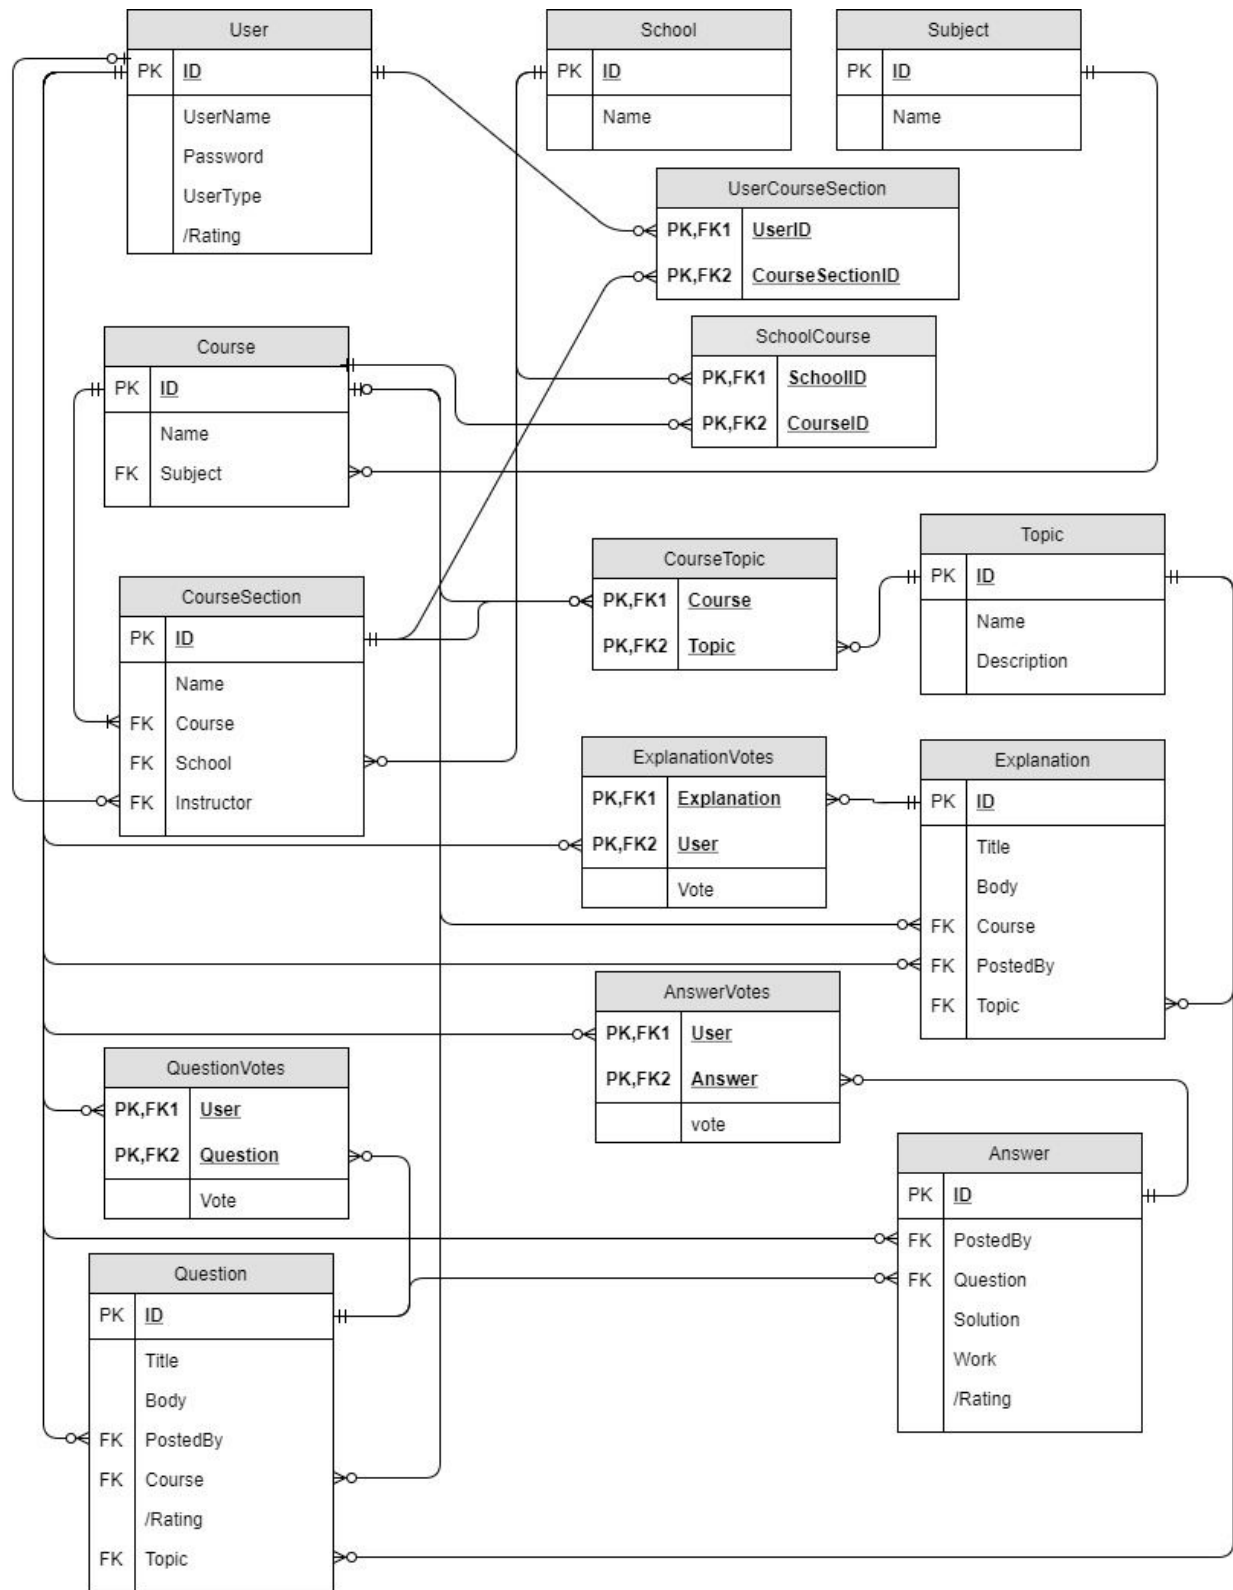 User
PK ID
UserName
Password
UserType
/Rating
School
PK ID
Name
Subject
PK ID
Name
UserCourseSection
PK,FK1 UserID
PK,FK2 CourseSectionID
SchoolCourse
PK,FK1 SchoolID
PK,FK2 CourseID
Course
PK ID
Name
FK Subject
CourseSection
PK ID
Name
FK Course
FK School
FK Instructor
CourseTopic
PK,FK1 Course
PK,FK2 Topic
Topic
PK ID
Name
Description
ExplanationVotes
PK,FK1 Explanation
PK,FK2 User
Vote
Explanation
PK ID
Title
Body
FK Course
FK PostedBy
FK Topic
AnswerVotes
PK,FK1 User
PK,FK2 Answer
vote
QuestionVotes
PK,FK1 User
PK,FK2 Question
Vote
Answer
PK ID
FK PostedBy
FK Question
Solution
Work
/Rating
Question
PK ID
Title
Body
FK PostedBy
FK Course
/Rating
FK Topic